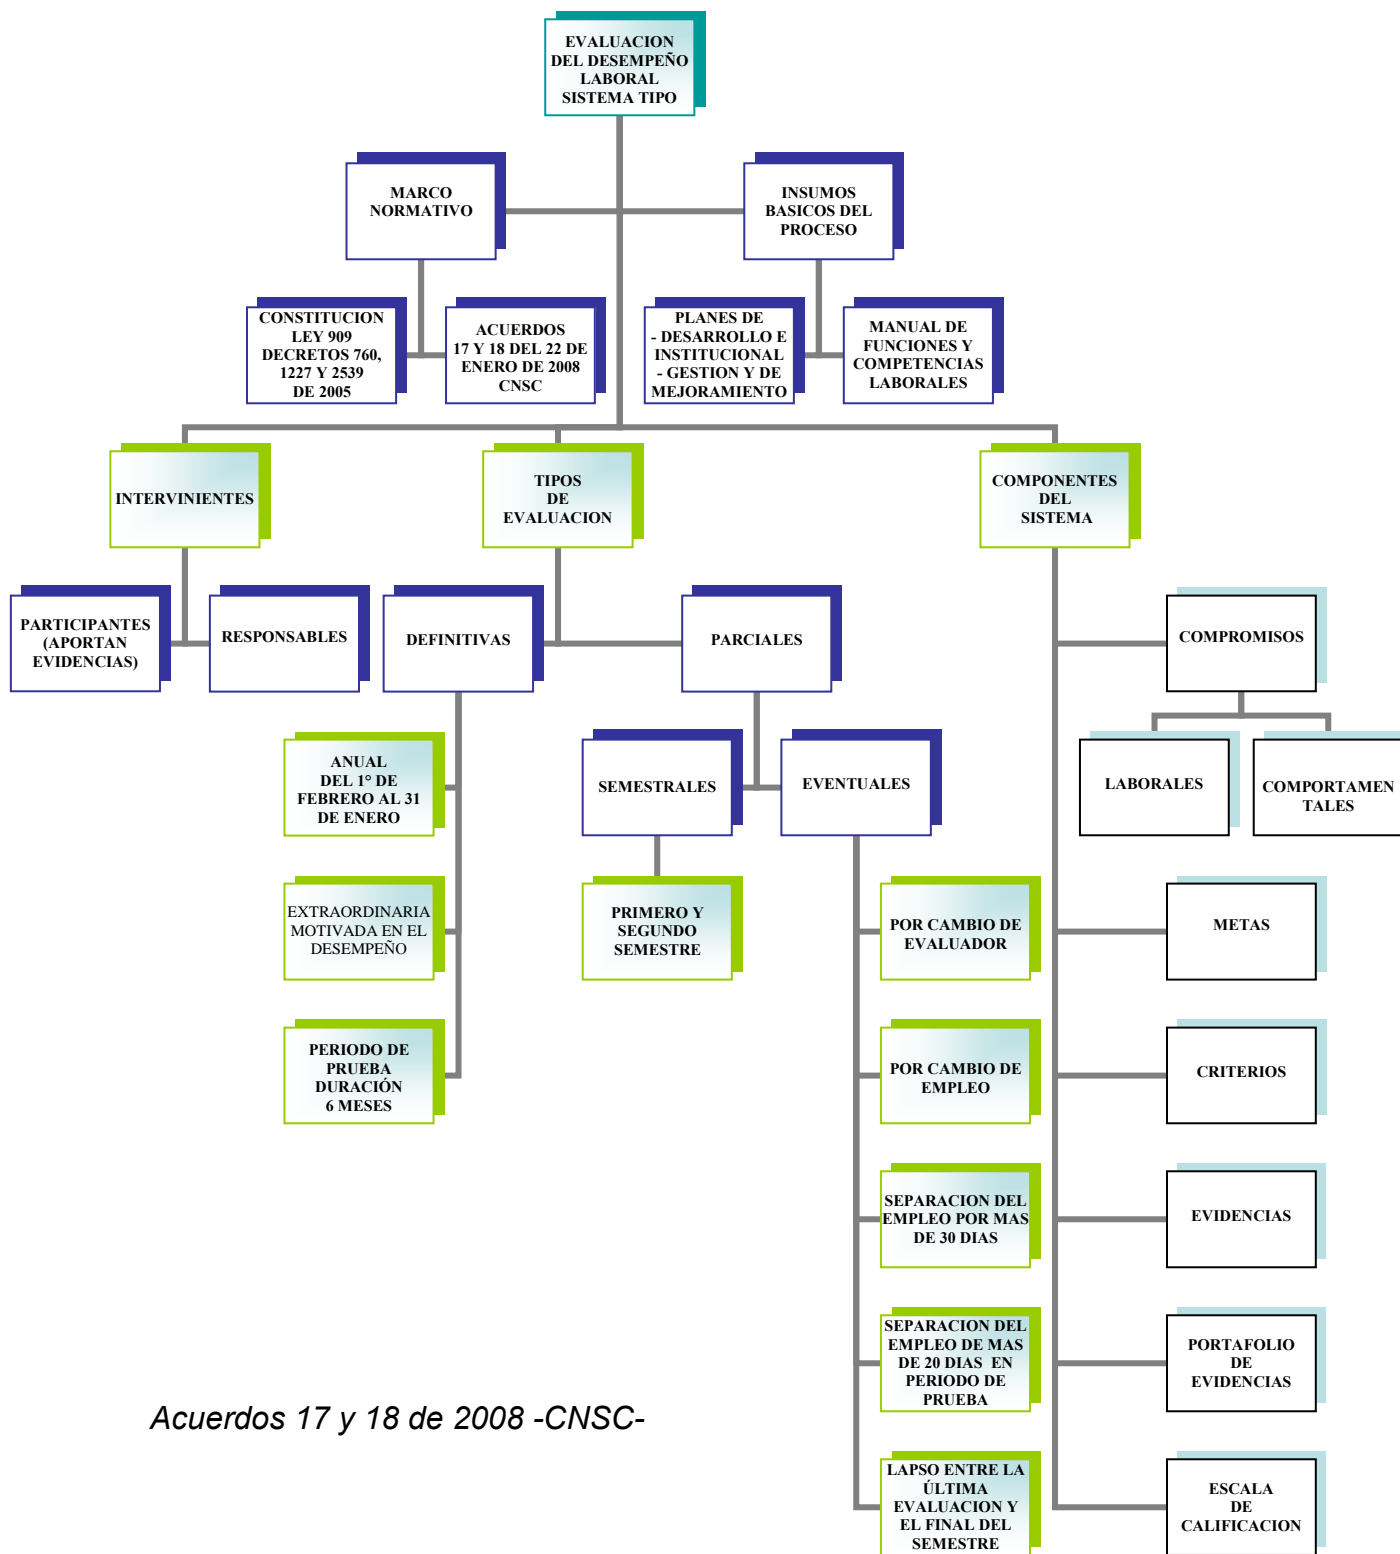 EVALUACION
DEL DESEMPEÑO
LABORAL
SISTEMA TIPO
MARCO
NORMATIVO
INSUMOS
BASICOS DEL
PROCESO
CONSTITUCION
LEY 909
DECRETOS 760,
1227 Y 2539
DE 2005
ACUERDOS
17 Y 18 DEL 22 DE
ENERO DE 2008
CNSC
PLANES DE
- DESARROLLO E
INSTITUCIONAL
- GESTION Y DE
MEJORAMIENTO
MANUAL DE
FUNCIONES Y
COMPETENCIAS
LABORALES
INTERVINIENTES
TIPOS
DE
EVALUACION
COMPONENTES
DEL
SISTEMA
PARTICIPANTES
(APORTAN
EVIDENCIAS)
RESPONSABLES
DEFINITIVAS
PARCIALES
COMPROMISOS
ANUAL
DEL 1° DE
FEBRERO AL 31
DE ENERO
SEMESTRALES
EVENTUALES
LABORALES
COMPORTAMEN
TALES
EXTRAORDINARIA
MOTIVADA EN EL
DESEMPEÑO
PRIMERO Y
SEGUNDO
SEMESTRE
POR CAMBIO DE
EVALUADOR
METAS
PERIODO DE
PRUEBA
DURACIÓN
6 MESES
POR CAMBIO DE
EMPLEO
CRITERIOS
SEPARACION DEL
EMPLEO POR MAS
DE 30 DIAS
EVIDENCIAS
SEPARACION DEL
EMPLEO DE MAS
DE 20 DIAS EN
PERIODO DE
PRUEBA
PORTAFOLIO
DE
EVIDENCIAS
Acuerdos 17 y 18 de 2008 -CNSC-
LAPSO ENTRE LA
ÚLTIMA
EVALUACION Y
EL FINAL DEL
SEMESTRE
ESCALA
DE
CALIFICACION